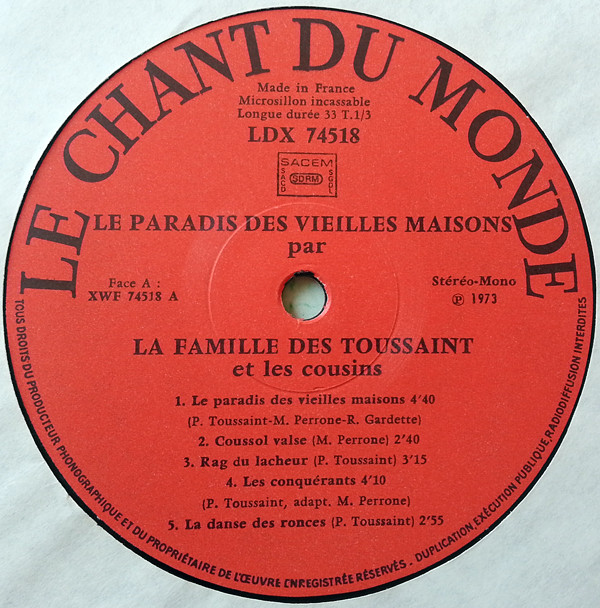 LE CHANT DU MONDE
Made in France
Microsillon incassable
Longue durée 33 T.1/3
LDX 74518
SACEM
SACD
SDRM
SGDL
LE PARADIS DES VIEILLES MAISONS
par
Face A :
XWF 74518 A
Stéréo-Mono
Ⓟ 1973
LA FAMILLE DES TOUSSAINT
et les cousins
1. Le paradis des vieilles maisons 4'40
(P. Toussaint-M. Perrone-R. Gardette)
2. Coussol valse (M. Perrone) 2'40
3. Rag du lacheur (P. Toussaint) 3'15
4. Les conquérants 4'10
(P. Toussaint, adapt. M. Perrone)
5. La danse des ronces (P. Toussaint) 2'55
TOUS DROITS DU PRODUCTEUR PHONOGRAPHIQUE ET DU PROPRIÉTAIRE DE L'ŒUVRE ENREGISTRÉE RÉSERVÉS. DUPLICATION, EXÉCUTION PUBLIQUE, RADIODIFFUSION INTERDITES